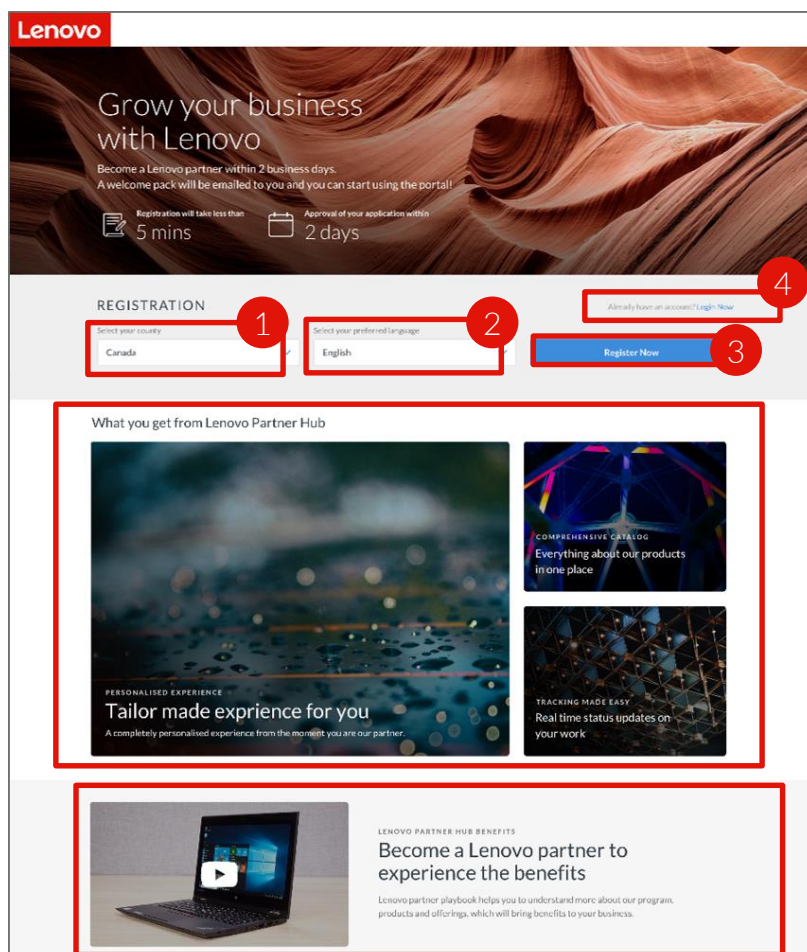 Lenovo
Grow your business
with Lenovo
Become a Lenovo partner within 2 business days.
A welcome pack will be emailed to you and you can start using the portal!
Registration will take less than
5 mins
Approval of your application within
2 days
REGISTRATION
Already have an account? Login Now
4
Select your county
Canada
1
Select your preferred language
English
2
Register Now
3
What you get from Lenovo Partner Hub
PERSONALISED EXPERIENCE
Tailor made exprience for you
A completely personalised experience from the moment you are our partner.
COMPREHENSIVE CATALOG
Everything about our products
in one place
TRACKING MADE EASY
Real time status updates on
your work
LENOVO PARTNER HUB BENEFITS
Become a Lenovo partner to
experience the benefits
Lenovo partner playbook helps you to understand more about our program,
products and offerings, which will bring benefits to your business.